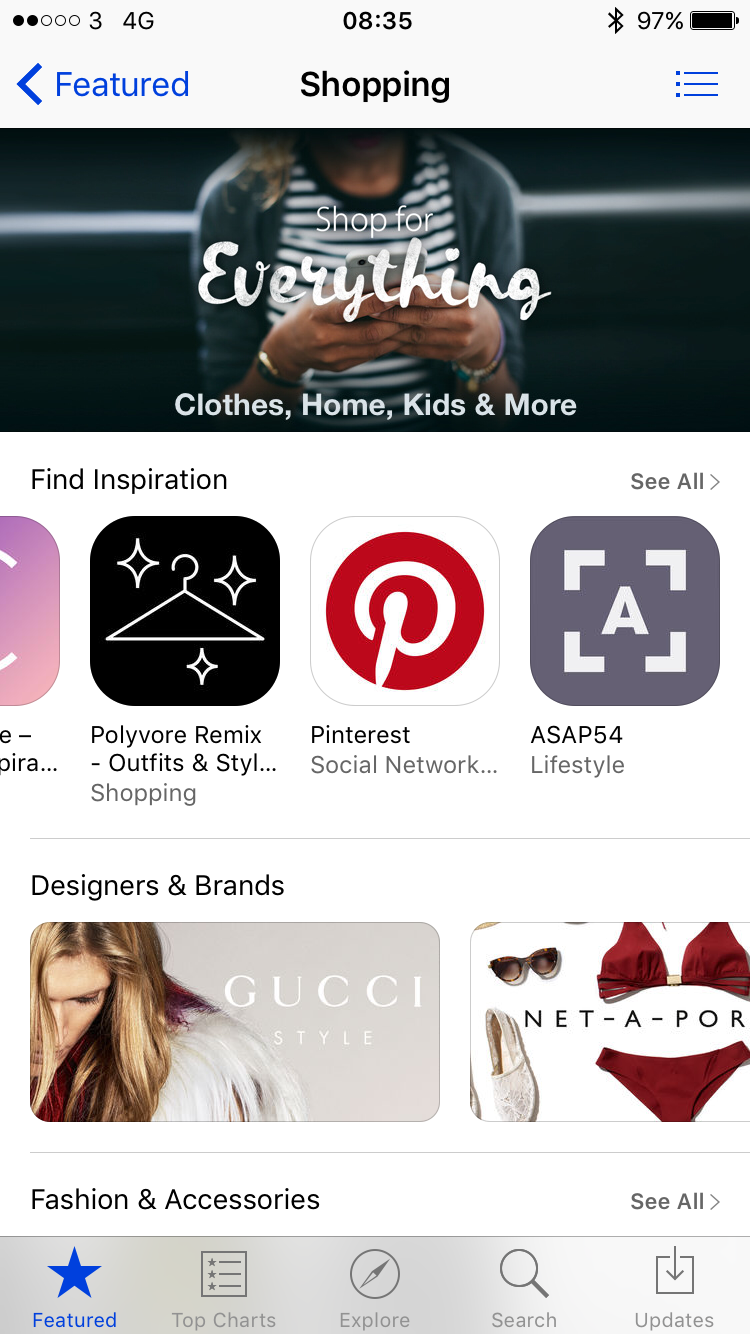 3 4G 08:35 97%
Featured Shopping
Shop for
Everything
Clothes, Home, Kids & More
Find Inspiration See All >
e – Polyvore Remix Pinterest ASAP54
pira... - Outfits & Styl... Social Network... Lifestyle
Shopping
A
Designers & Brands
GUCCI
STYLE
NET-A-POR
Fashion & Accessories See All >
Featured Top Charts Explore Search Updates